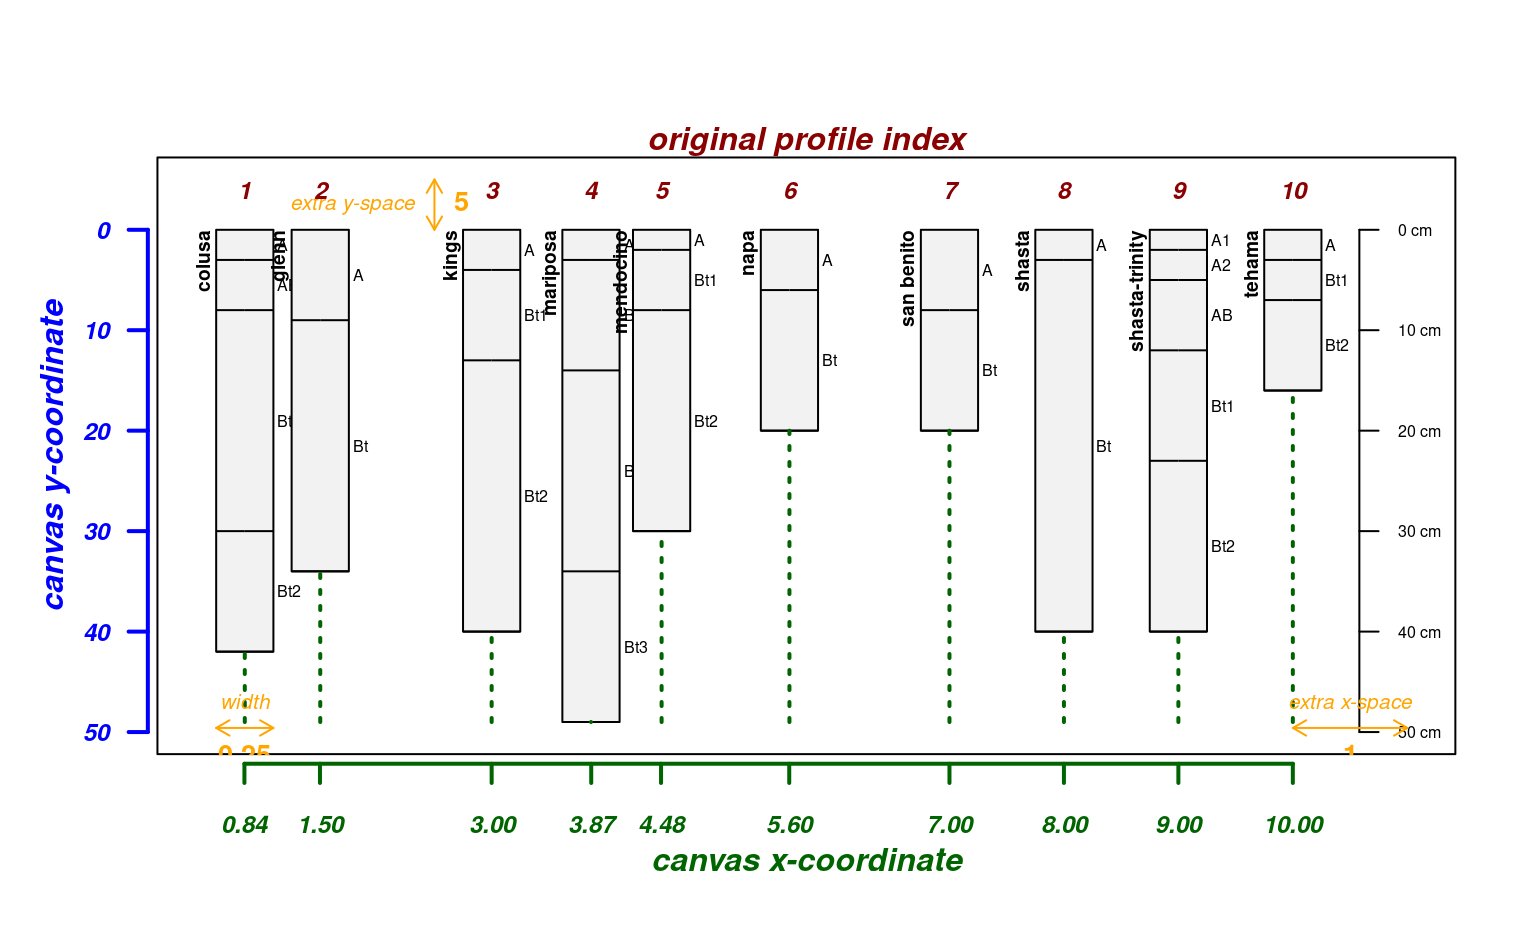 original profile index
1 2 3 4 5 6 7 8 9 10
extra y-space 5
canvas y-coordinate
0
10
20
30
40
50
colusa
Bt2
glenn
A
Bt
kings
A
Bt1
Bt2
mariposa
Bt3
mendocino
A
Bt1
Bt2
napa
A
Bt
san benito
A
Bt
shasta
A
Bt
shasta-trinity
A1
A2
AB
Bt1
Bt2
tehama
A
Bt1
Bt2
0 cm
10 cm
20 cm
30 cm
40 cm
50 cm
width
0.25
extra x-space
1
0.84 1.50 3.00 3.87 4.48 5.60 7.00 8.00 9.00 10.00
canvas x-coordinate